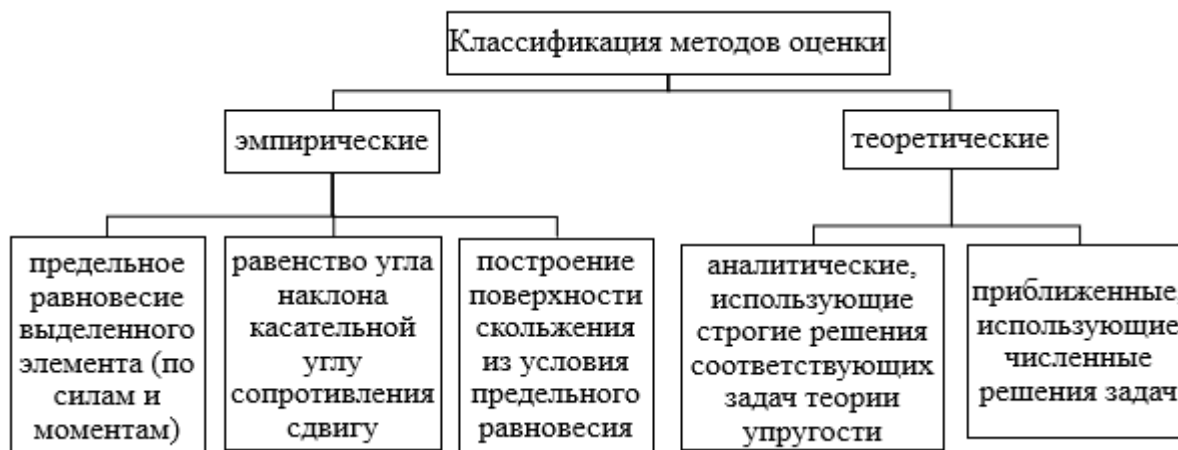 Классификация методов оценки
эмпирические
теоретические
предельное
равновесие
выделенного
элемента (по
силам и
моментам)
равенство угла
наклона
касательной
углу
сопротивления
сдвигу
построение
поверхности
скольжения
из условия
предельного
равновесия
аналитические,
использующие
строгие решения
соответствующих
задач теории
упругости
приближенные,
использующие
численные
решения задач